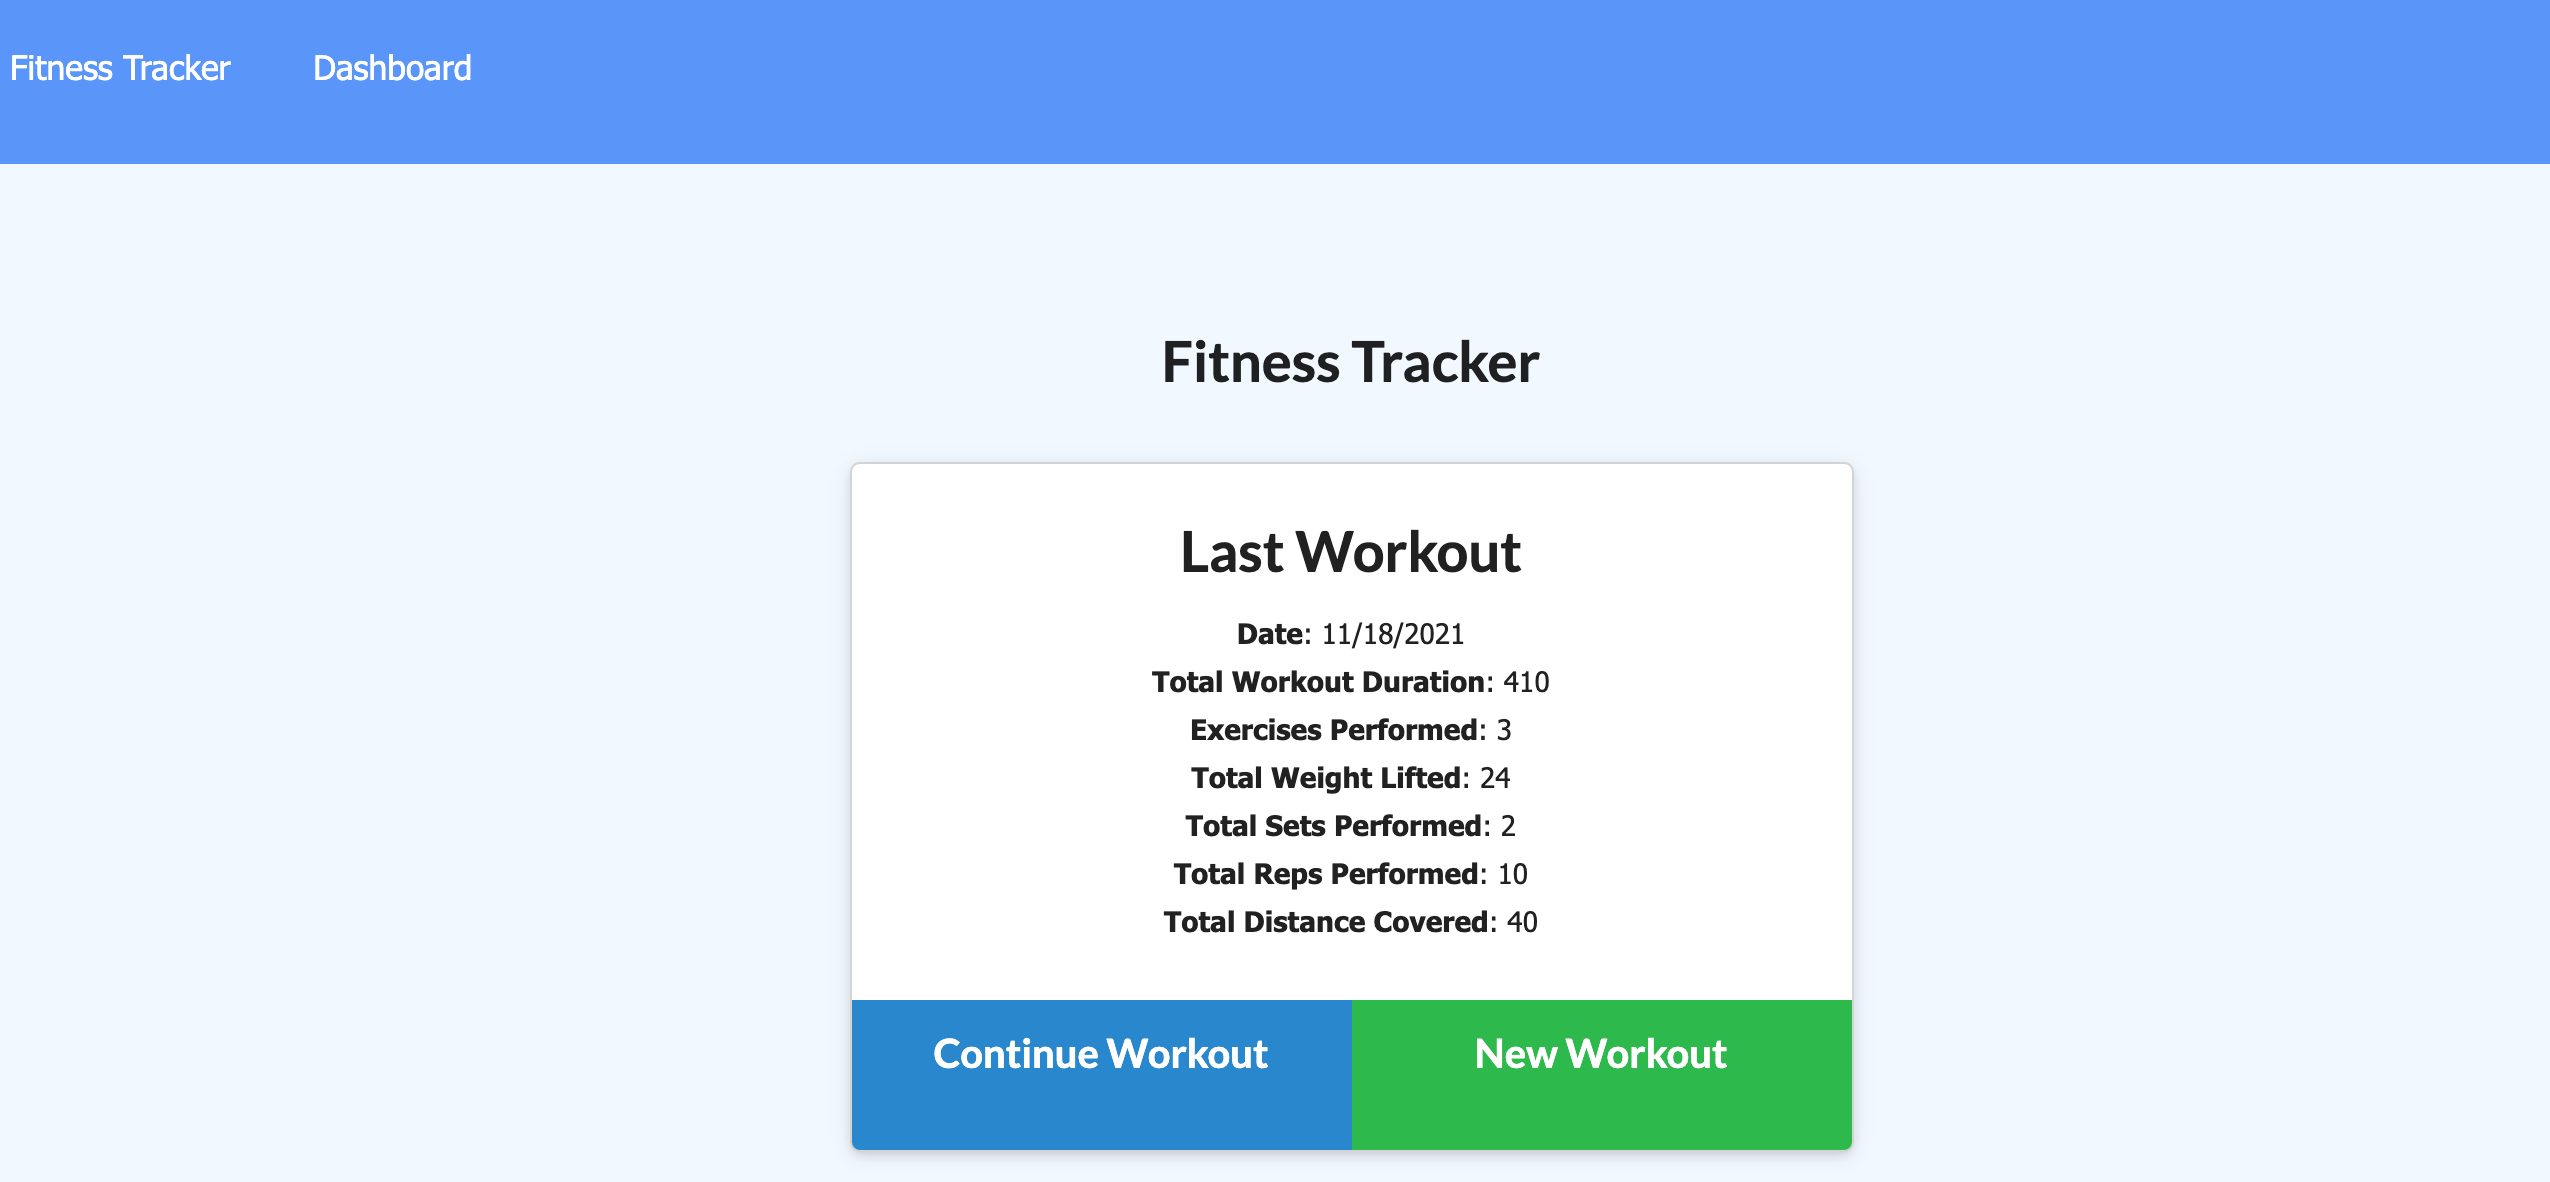 Fitness Tracker Dashboard
Fitness Tracker
Last Workout
Date: 11/18/2021
Total Workout Duration: 410
Exercises Performed: 3
Total Weight Lifted: 24
Total Sets Performed: 2
Total Reps Performed: 10
Total Distance Covered: 40
Continue Workout New Workout